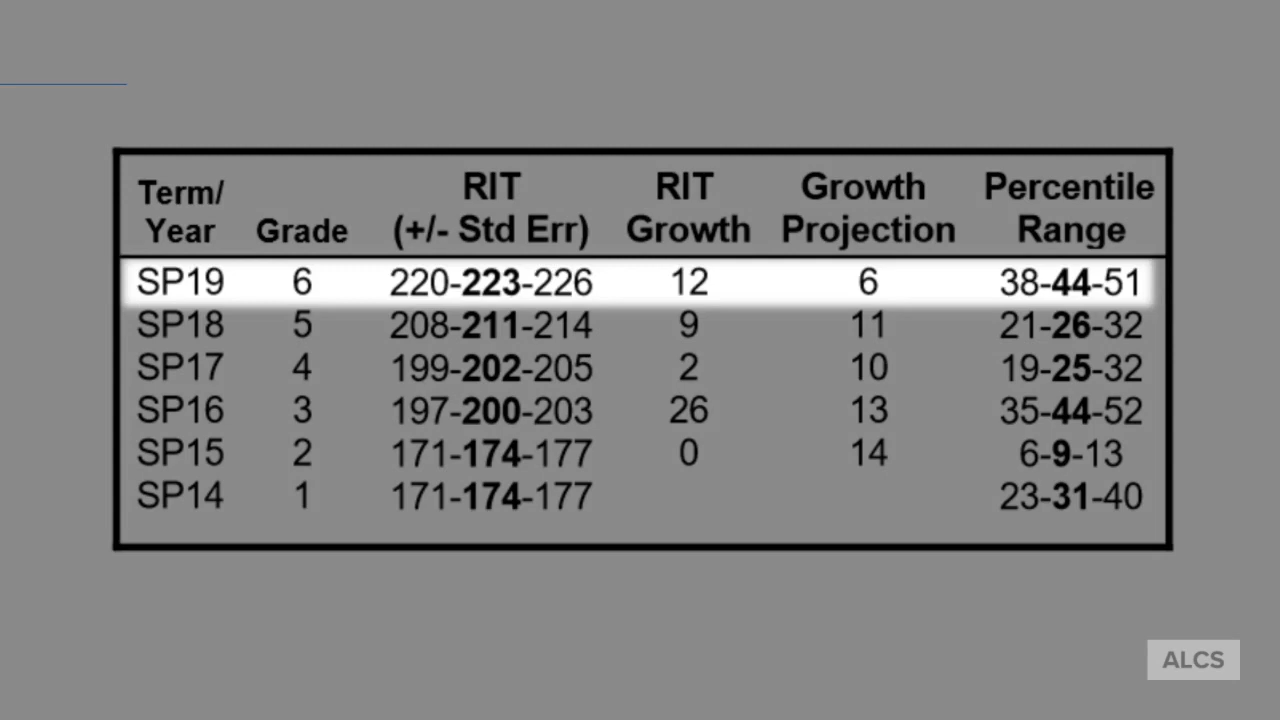 Term/ Year Grade RIT (+/- Std Err) RIT Growth Growth Projection Percentile Range
SP19 6 220-223-226 12 6 38-44-51
SP18 5 208-211-214 9 11 21-26-32
SP17 4 199-202-205 2 10 19-25-32
SP16 3 197-200-203 26 13 35-44-52
SP15 2 171-174-177 0 14 6-9-13
SP14 1 171-174-177 23-31-40
ALCS